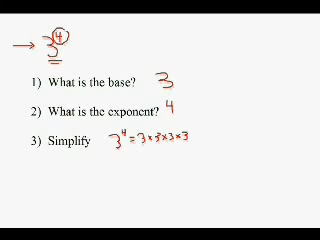 → 3⁴
1) What is the base? 3
2) What is the exponent? 4
3) Simplify 3⁴ = 3 × 3 × 3 × 3